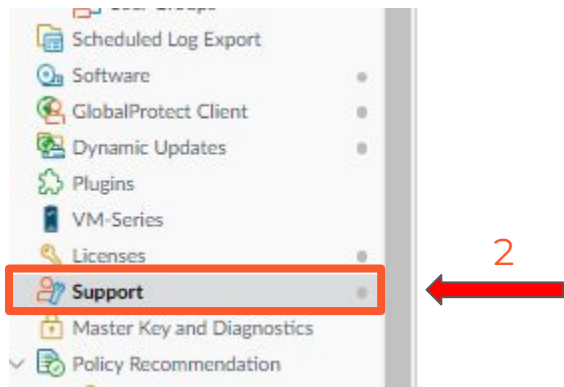 Scheduled Log Export
Software
GlobalProtect Client
Dynamic Updates
Plugins
VM-Series
Licenses
Support
2
Master Key and Diagnostics
Policy Recommendation